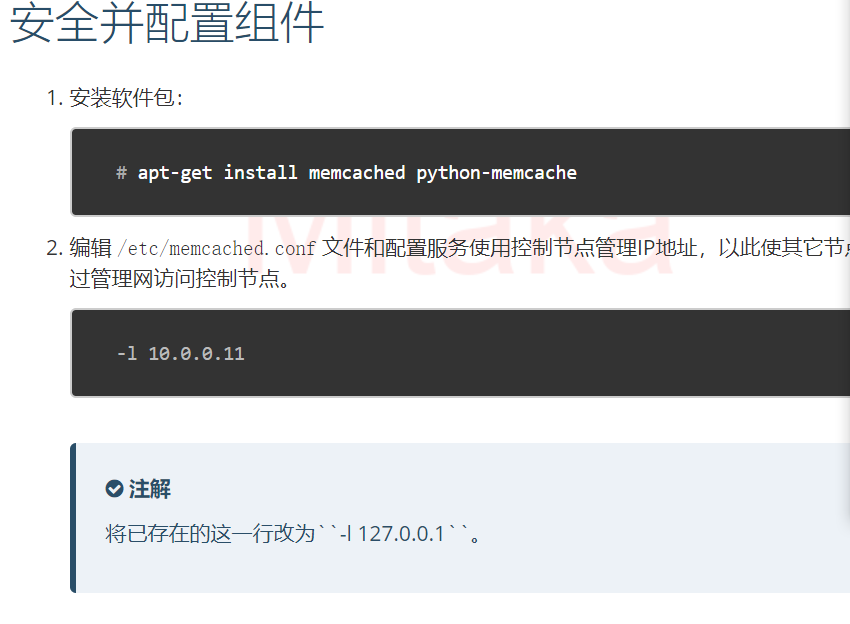 安全并配置组件
1. 安装软件包：
# apt-get install memcached python-memcache
Mitaka
2. 编辑 /etc/memcached.conf 文件和配置服务使用控制节点管理IP地址，以此使其它节
过管理网访问控制节点。
-l 10.0.0.11
注解
将已存在的这一行改为``-l 127.0.0.1``。